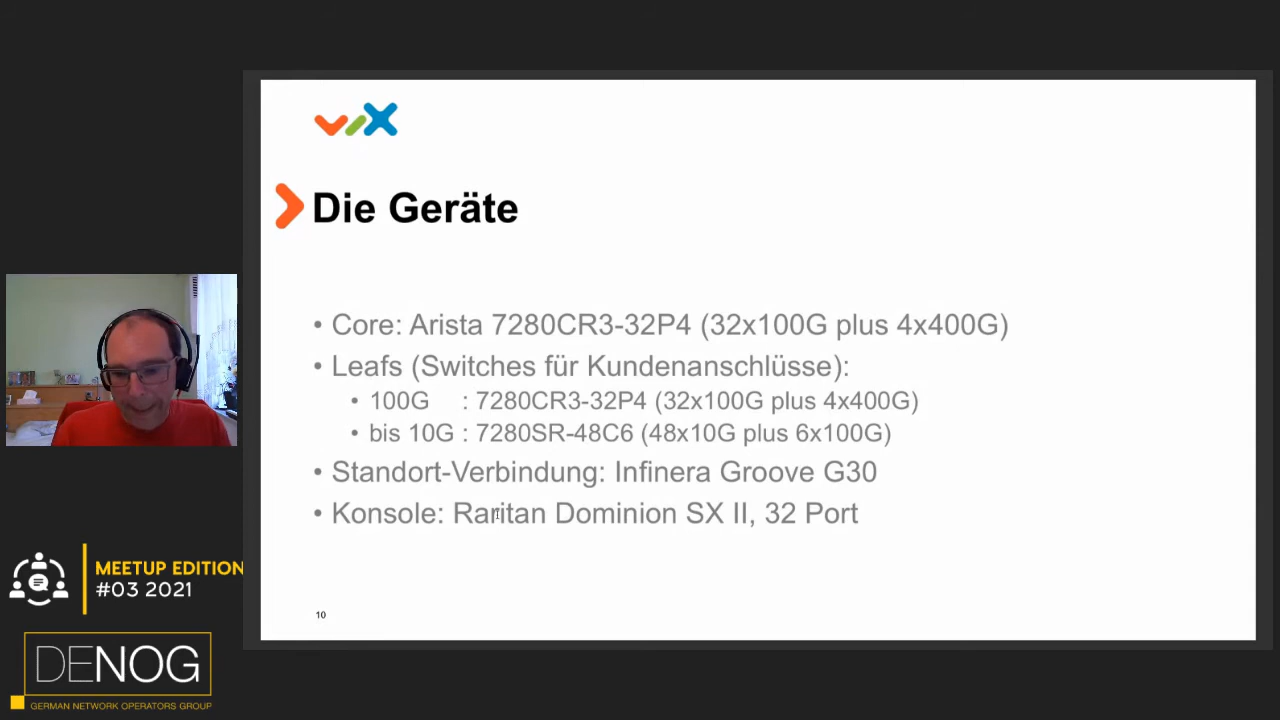 vix
Die Geräte
• Core: Arista 7280CR3-32P4 (32x100G plus 4x400G)
• Leafs (Switches für Kundenanschlüsse):
• 100G : 7280CR3-32P4 (32x100G plus 4x400G)
• bis 10G : 7280SR-48C6 (48x10G plus 6x100G)
• Standort-Verbindung: Infinera Groove G30
• Konsole: Raritan Dominion SX II, 32 Port
10
MEETUP EDITION
#03 2021
DENOG
GERMAN NETWORK OPERATORS GROUP